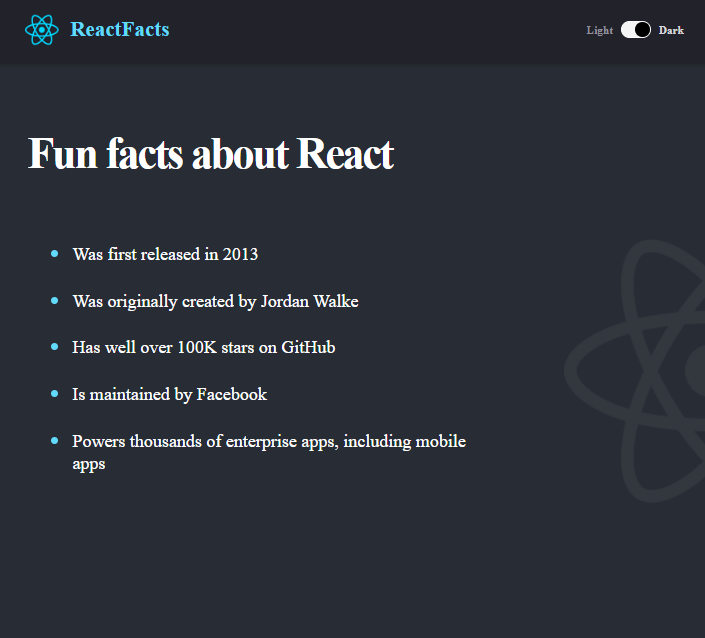 ReactFacts
Light Dark
Fun facts about React
Was first released in 2013
Was originally created by Jordan Walke
Has well over 100K stars on GitHub
Is maintained by Facebook
Powers thousands of enterprise apps, including mobile
apps